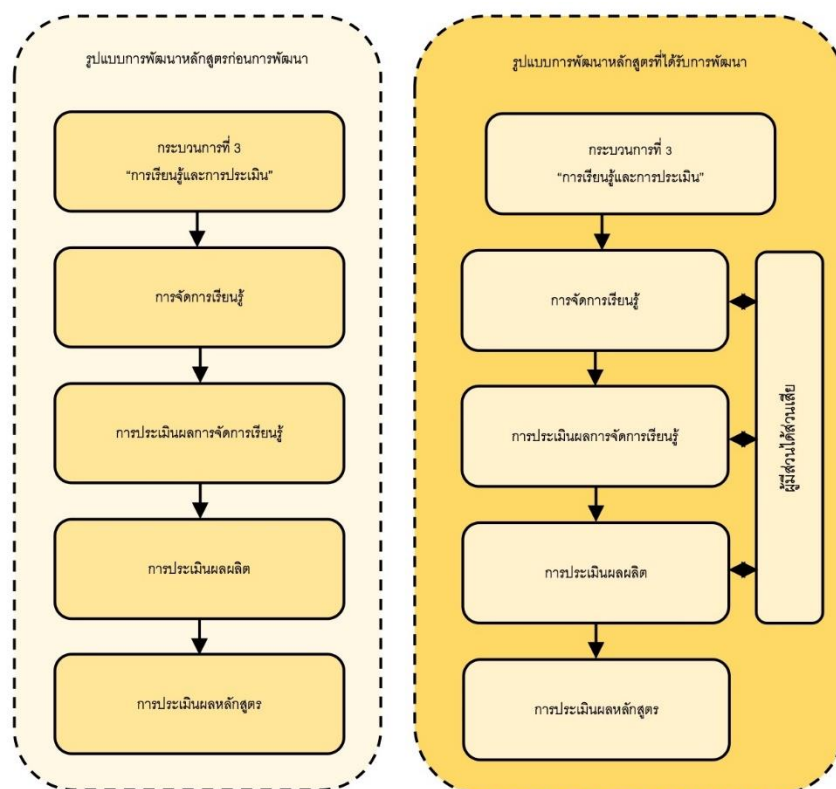 รูปแบบการพัฒนาหลักสูตรก่อนการพัฒนา
กระบวนการที่ 3
“การเรียนรู้และการประเมิน”
การจัดการเรียนรู้
การประเมินผลการจัดการเรียนรู้
การประเมินผลผลิต
การประเมินผลหลักสูตร
รูปแบบการพัฒนาหลักสูตรที่ได้รับการพัฒนา
กระบวนการที่ 3
“การเรียนรู้และการประเมิน”
การจัดการเรียนรู้
การประเมินผลการจัดการเรียนรู้
การประเมินผลผลิต
การประเมินผลหลักสูตร
ผู้มีส่วนได้ส่วนเสีย